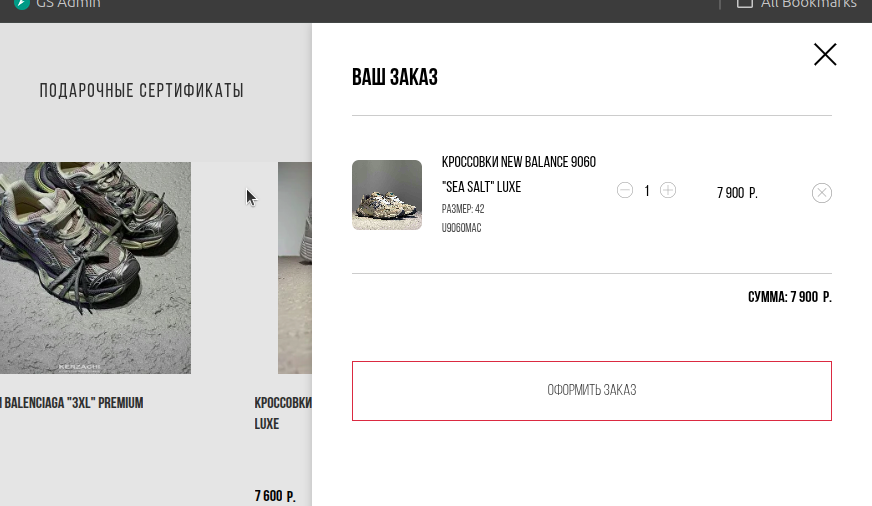 GS Admin
All Bookmarks
ПОДАРОЧНЫЕ СЕРТИФИКАТЫ
ВАШ ЗАКАЗ
КРОССОВКИ NEW BALANCE 9060
"SEA SALT" LUXE
РАЗМЕР: 42
U9060MAC
1
7 900 Р.
СУММА: 7 900 Р.
ОФОРМИТЬ ЗАКАЗ
KERZACHI
BALENCIAGA "3XL" PREMIUM
КРОССОВКИ
LUXE
7 600 Р.